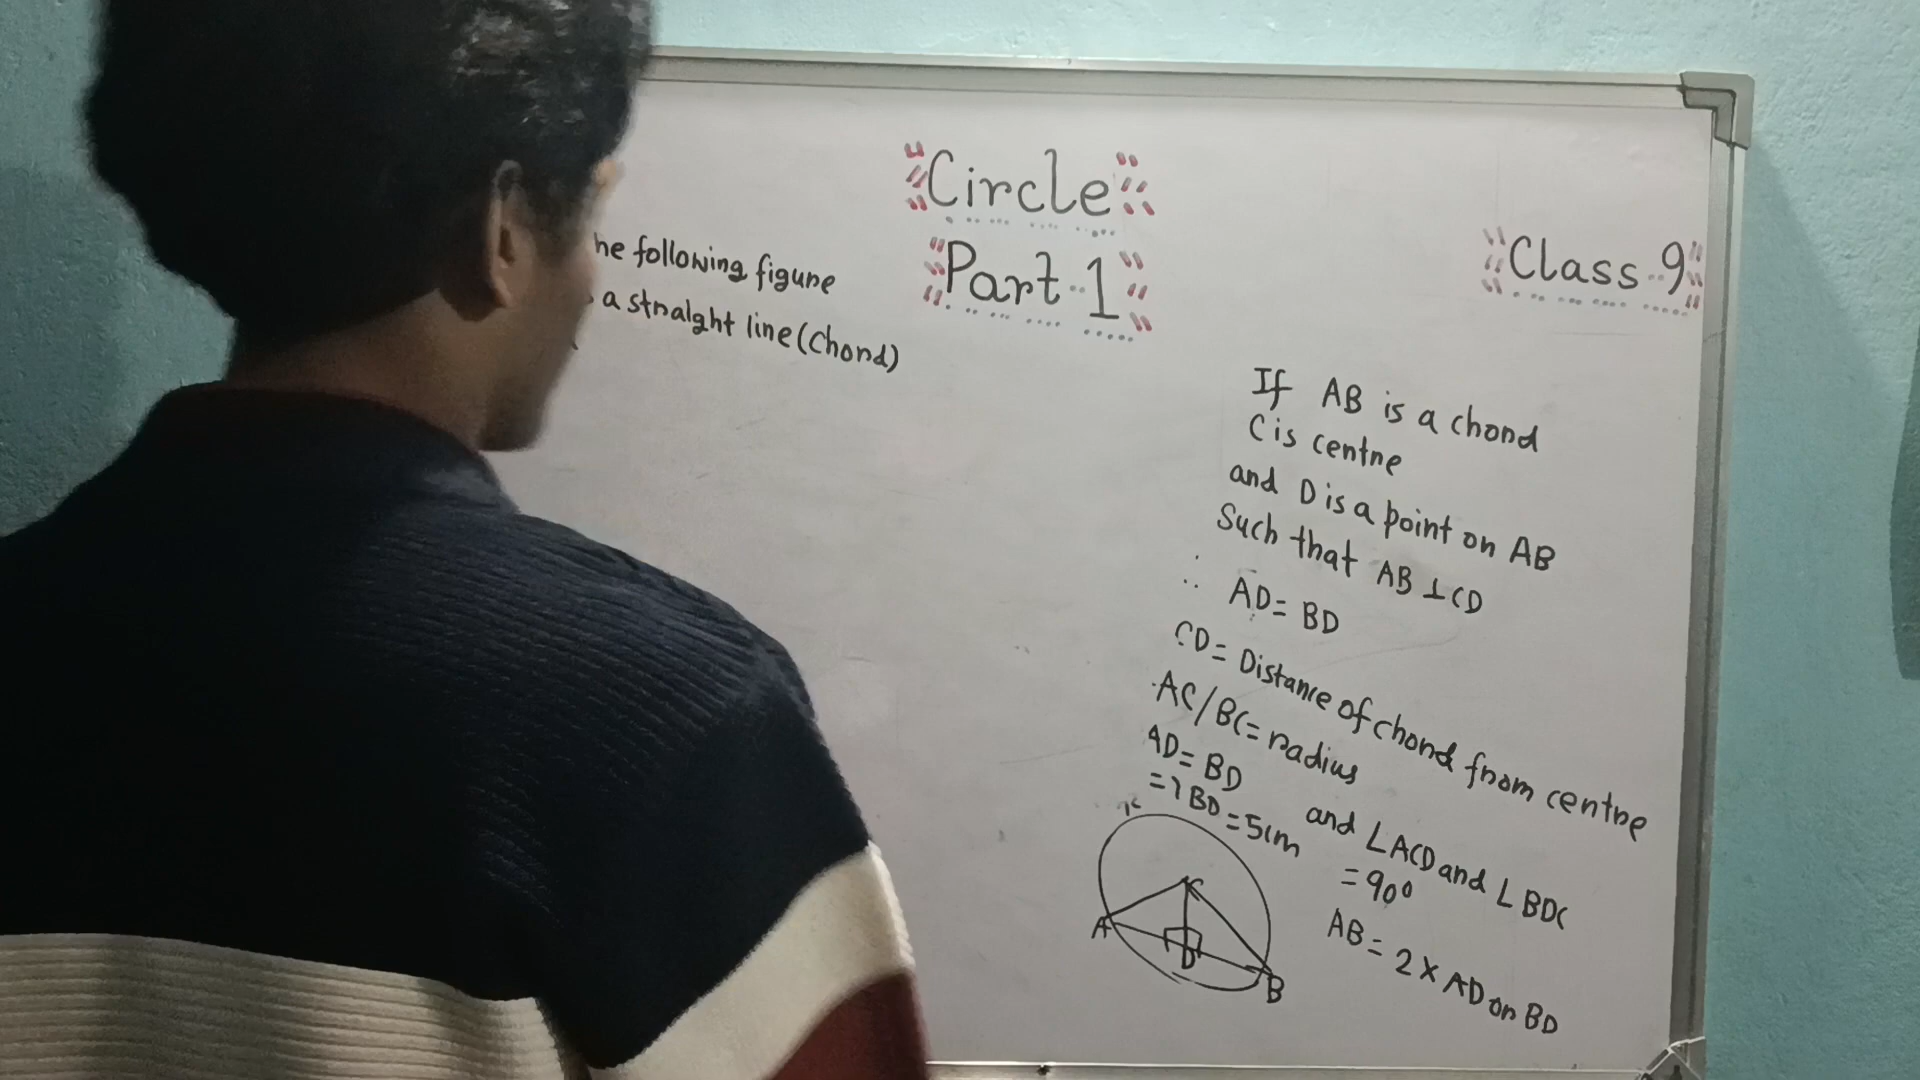 Circle
Part-1
Class-9
he following figure
a stralght line (chord)
If AB is a chord
C is centre
and D is a point on AB
Such that AB ⊥ CD
∴ AD = BD
CD = Distance of chord from centre
AC/BC = radius
AD = BD and ∠ACD and ∠BDC
=> BD = 5cm = 90°
AB = 2 × AD or BD
C
A
D
B